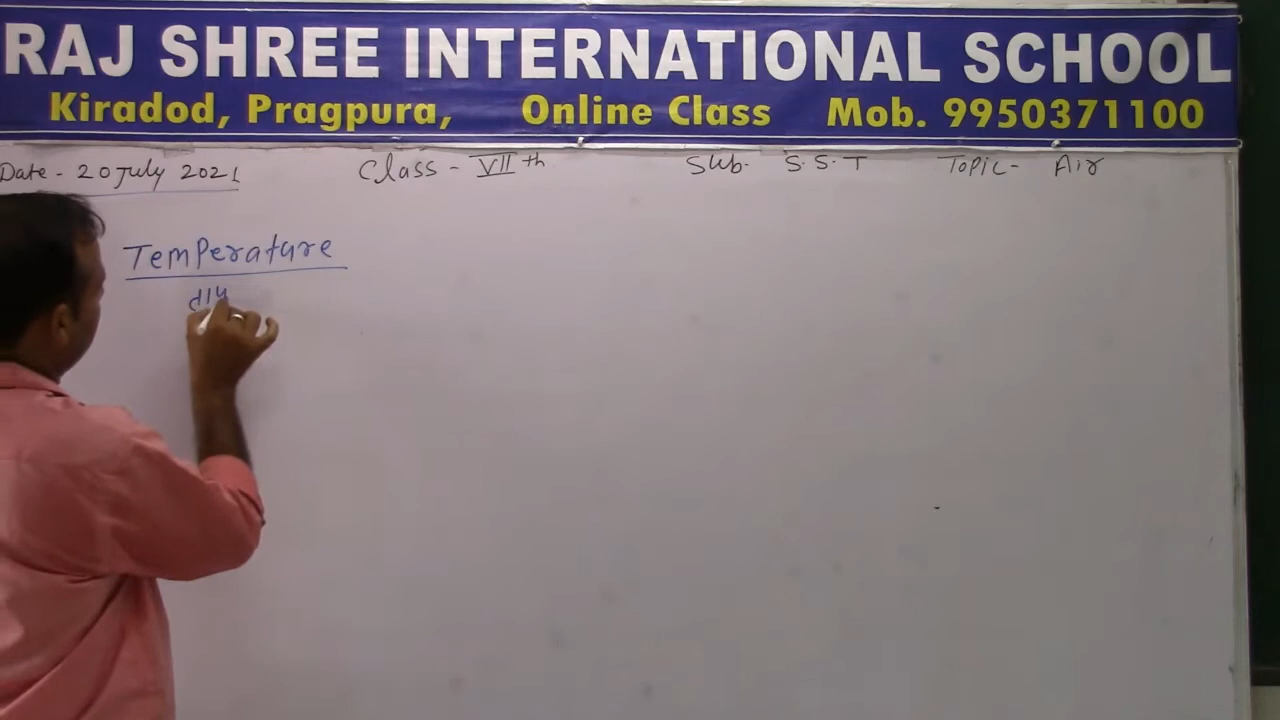 RAJ SHREE INTERNATIONAL SCHOOL
Kiradod, Pragpura, Online Class Mob. 9950371100
Date - 20 July 2021 Class - VII th Sub. S.S.T Topic - Air
Temperature